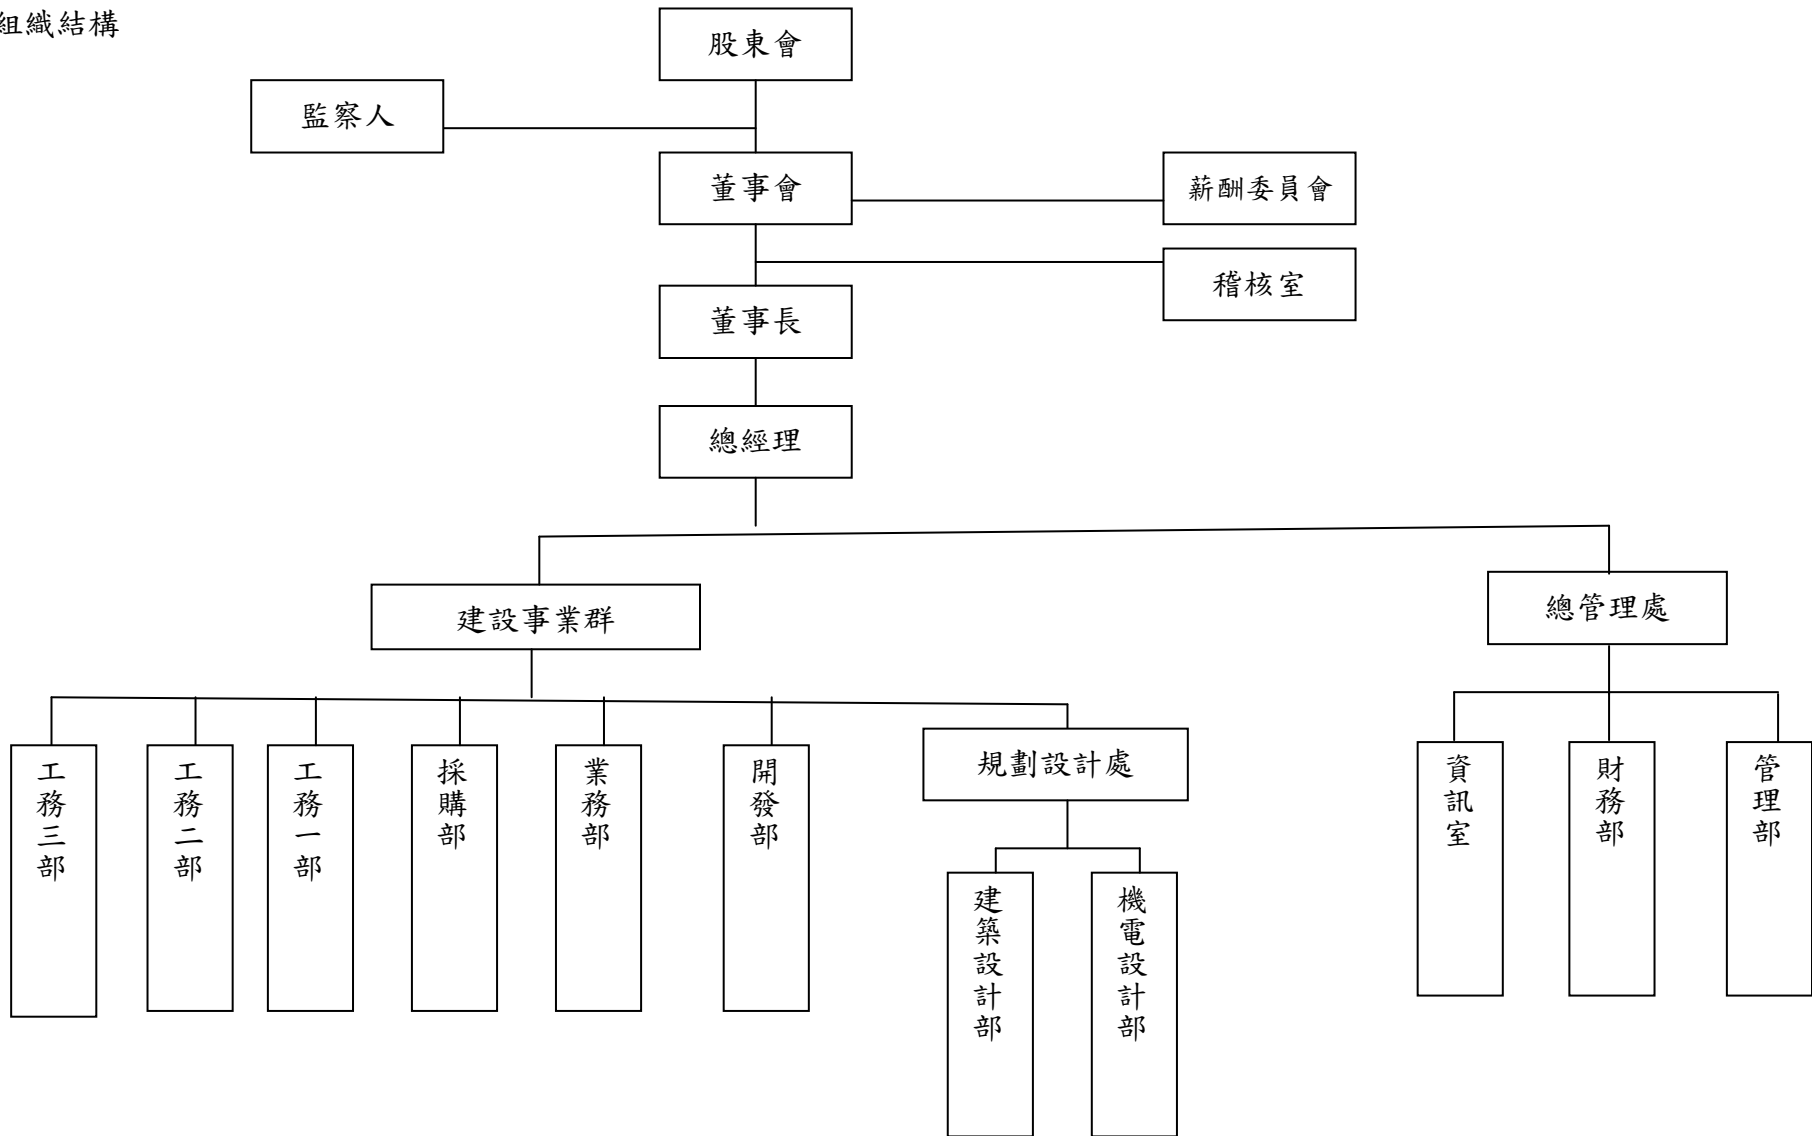 組織結構
股東會
監察人
董事會
薪酬委員會
稽核室
董事長
總經理
建設事業群
總管理處
規劃設計處
工務三部
工務二部
工務一部
採購部
業務部
開發部
建築設計部
機電設計部
資訊室
財務部
管理部